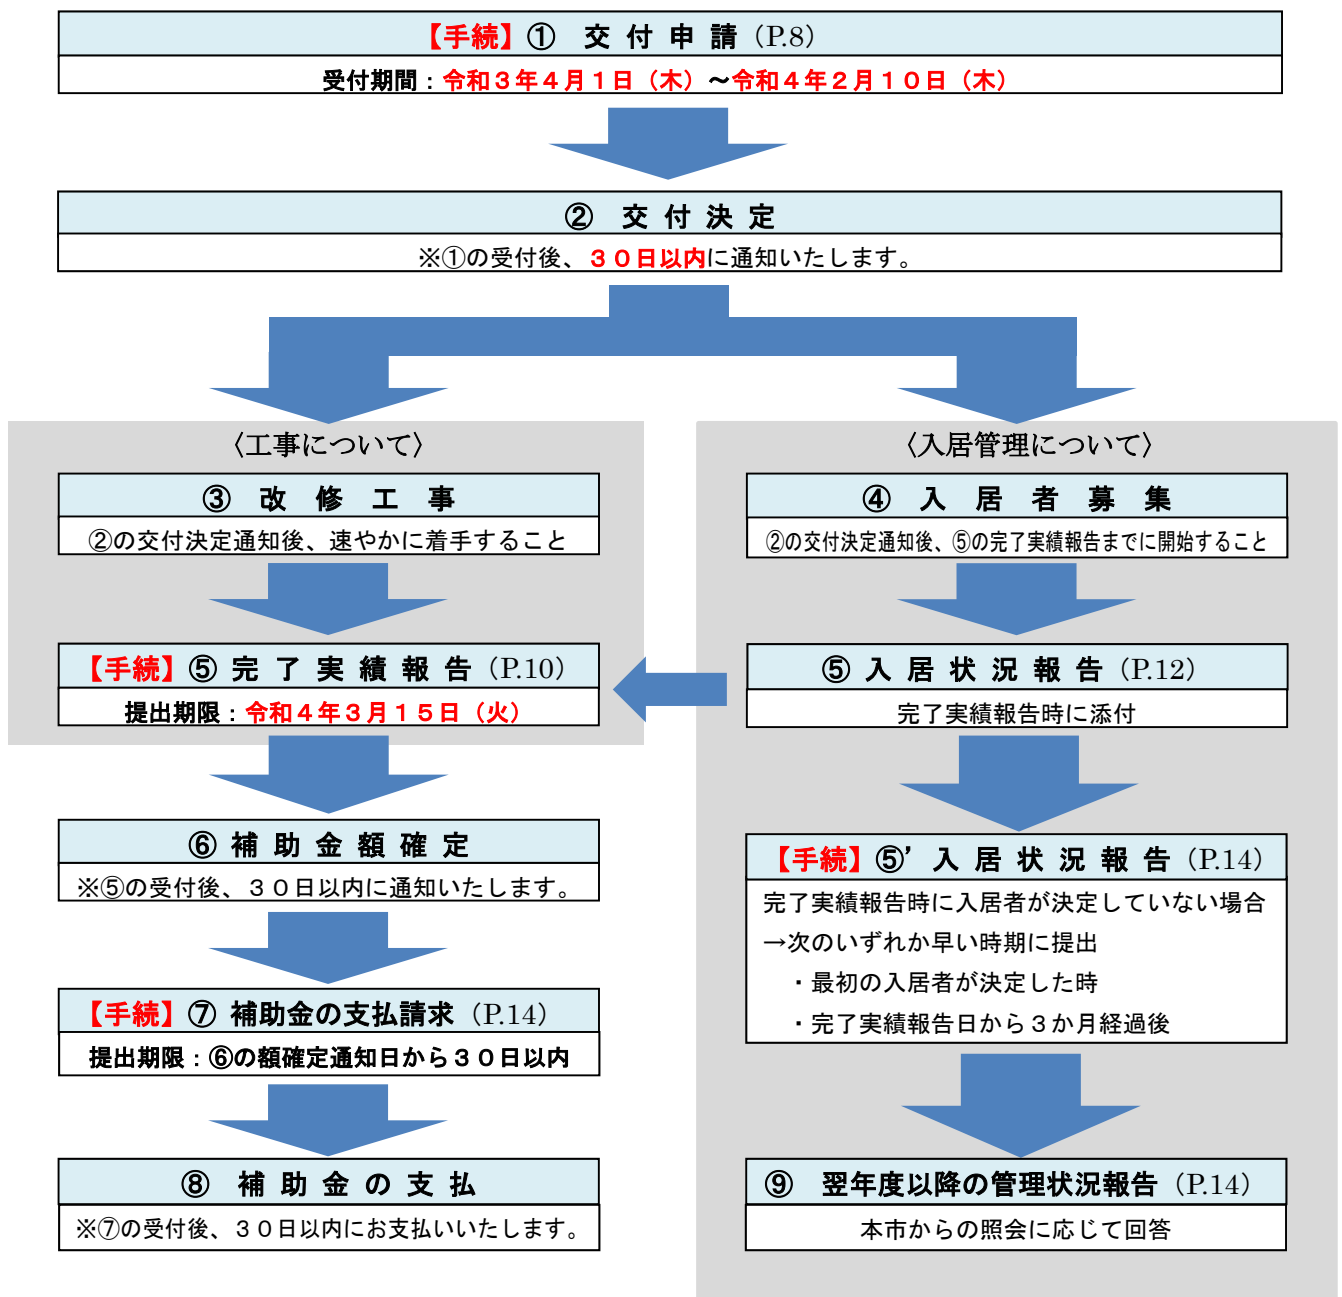 【手続】① 交付申請（P.8）
受付期間：令和３年４月１日（木）～令和４年２月１０日（木）
② 交付決定
※①の受付後、３０日以内に通知いたします。
〈工事について〉
③ 改修工事
②の交付決定通知後、速やかに着手すること
【手続】⑤完了実績報告（P.10）
提出期限：令和４年３月１５日（火）
⑥補助金額確定
※⑤の受付後、３０日以内に通知いたします。
【手続】⑦ 補助金の支払請求（P.14）
提出期限：⑥の額確定通知日から３０日以内
⑧ 補助金の支払
※⑦の受付後、３０日以内にお支払いいたします。
〈入居管理について〉
④ 入居者募集
②の交付決定通知後、⑤の完了実績報告までに開始すること
⑤入居状況報告（P.12）
完了実績報告時に添付
【手続】⑤’入居状況報告（P.14）
完了実績報告時に入居者が決定していない場合
→次のいずれか早い時期に提出
・最初の入居者が決定した時
・完了実績報告日から３か月経過後
⑨ 翌年度以降の管理状況報告（P.14）
本市からの照会に応じて回答